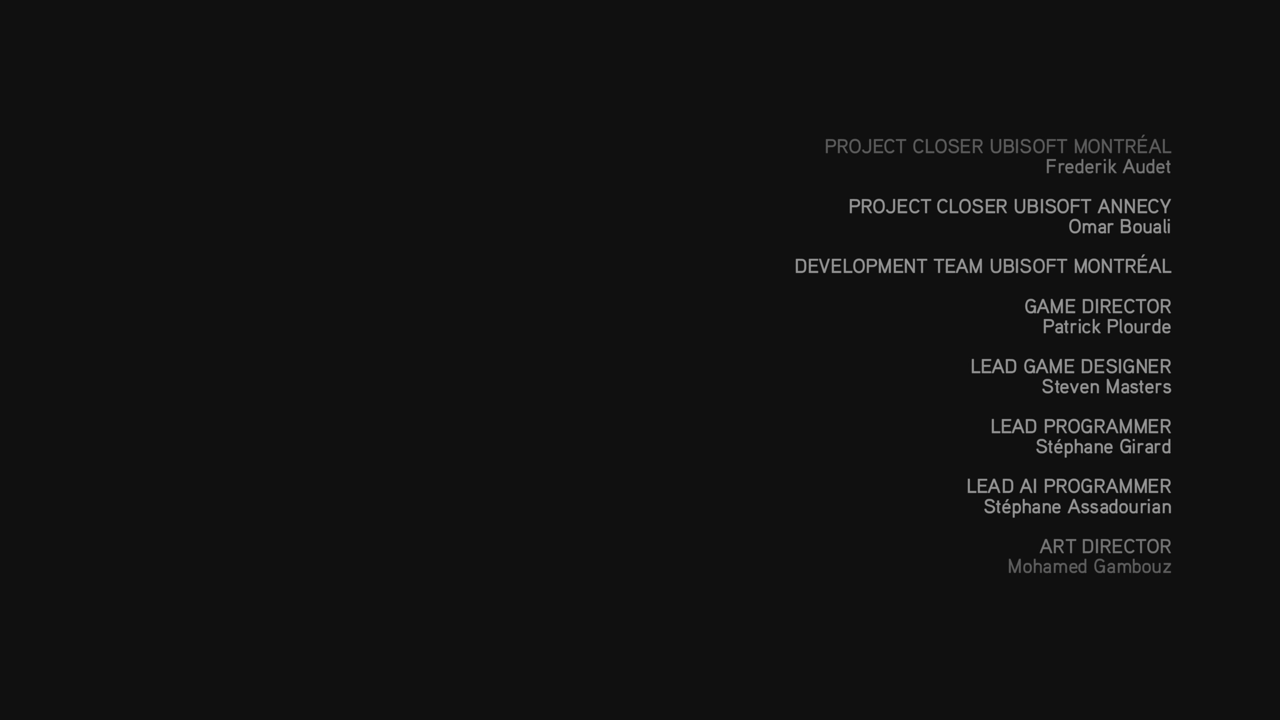 PROJECT CLOSER UBISOFT MONTRÉAL
Frederik Audet
PROJECT CLOSER UBISOFT ANNECY
Omar Bouali
DEVELOPMENT TEAM UBISOFT MONTRÉAL
GAME DIRECTOR
Patrick Plourde
LEAD GAME DESIGNER
Steven Masters
LEAD PROGRAMMER
Stéphane Girard
LEAD AI PROGRAMMER
Stéphane Assadourian
ART DIRECTOR
Mohamed Gambouz